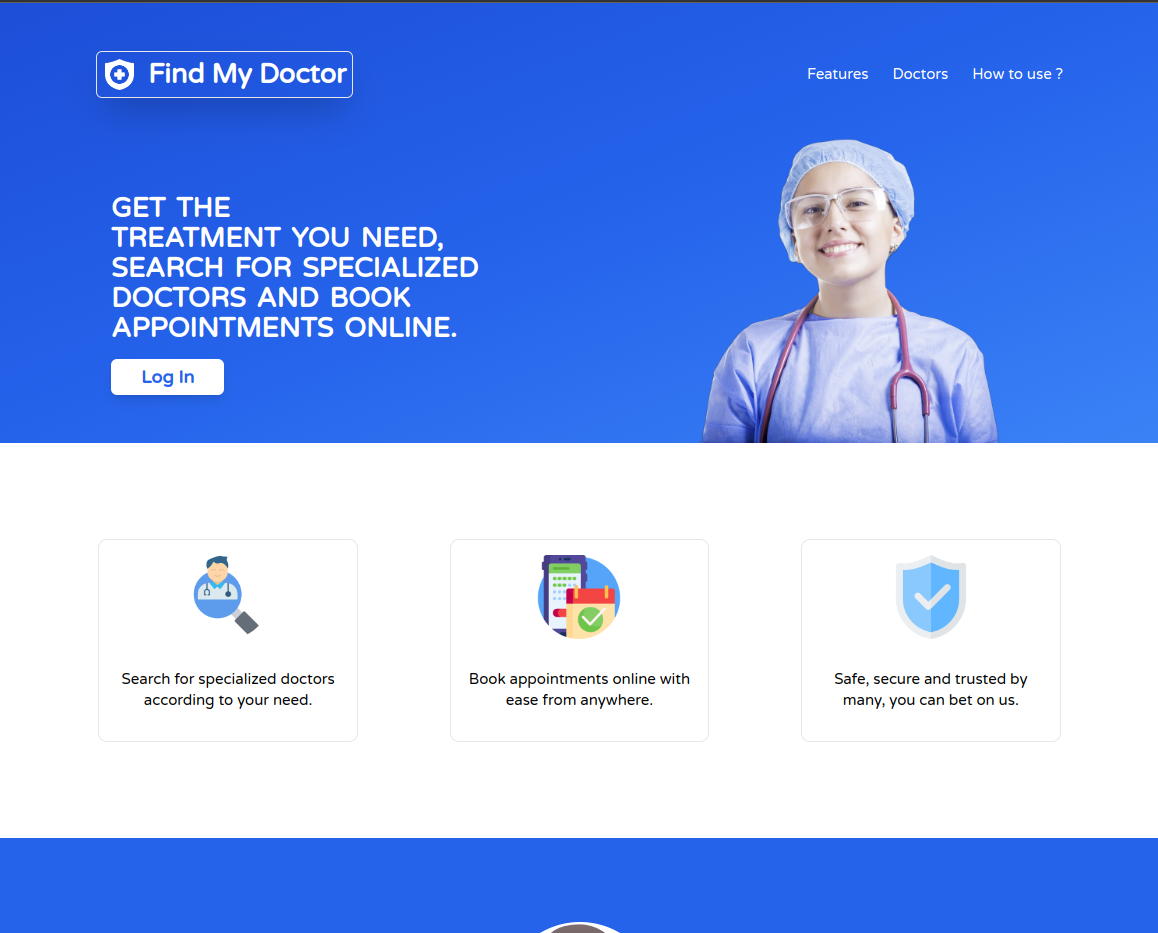 Find My Doctor
Features
Doctors
How to use ?
GET THE
TREATMENT YOU NEED,
SEARCH FOR SPECIALIZED
DOCTORS AND BOOK
APPOINTMENTS ONLINE.
Log In
Search for specialized doctors
according to your need.
Book appointments online with
ease from anywhere.
Safe, secure and trusted by
many, you can bet on us.